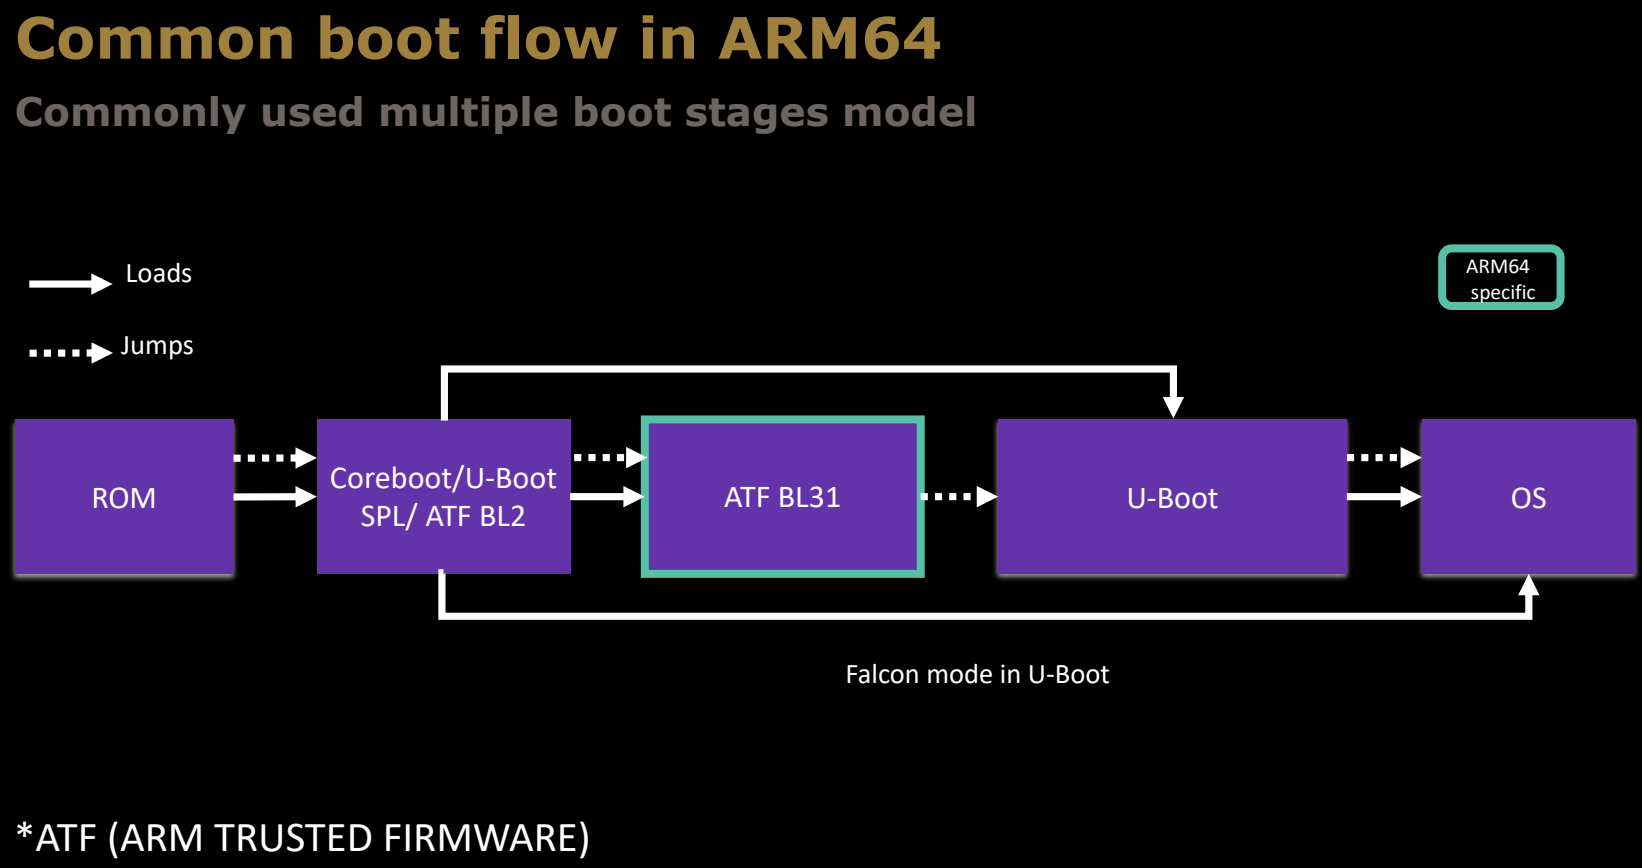 Common boot flow in ARM64
Commonly used multiple boot stages model
Loads
Jumps
ARM64
specific
ROM
Coreboot/U-Boot
SPL/ ATF BL2
ATF BL31
U-Boot
OS
Falcon mode in U-Boot
*ATF (ARM TRUSTED FIRMWARE)